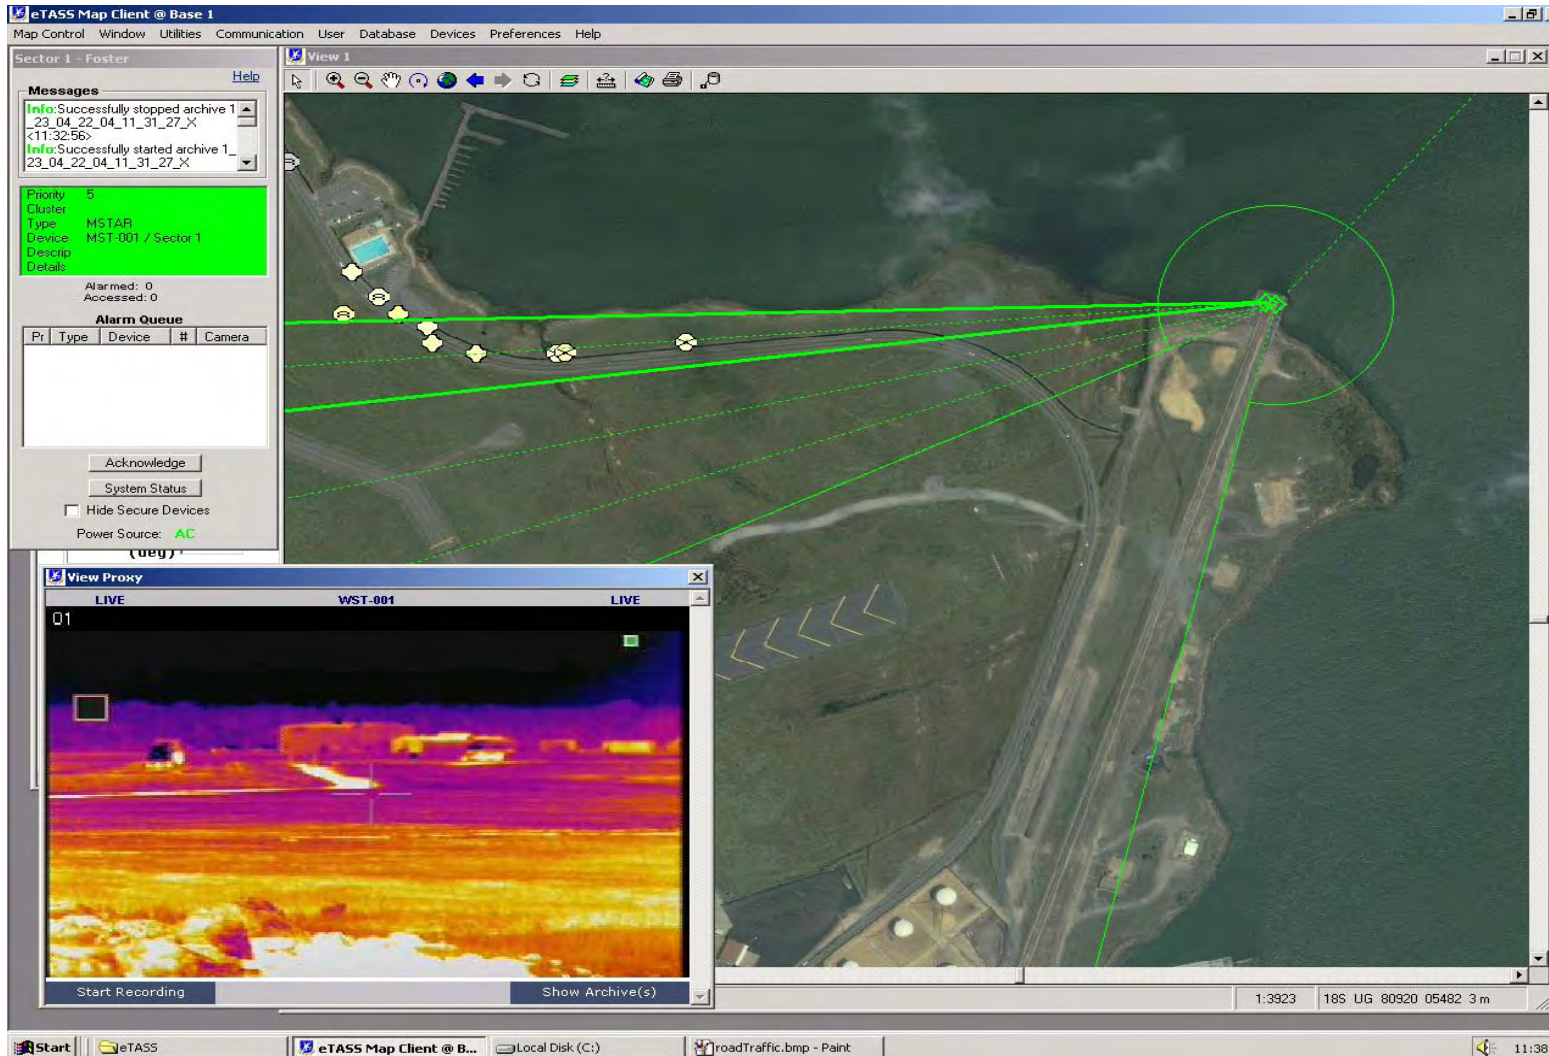 eTASS Map Client @ Base 1
Map Control Window Utilities Communication User Database Devices Preferences Help
Sector 1 - Foster
Help
Messages
Info:Successfully stopped archive 1
_23_04_22_04_11_31_27_X
<11:32:56>
Info:Successfully started archive 1_
23_04_22_04_11_31_27_X
Priority 5
Cluster
Type MSTAR
Device MST-001 / Sector 1
Descrip
Details
Alarmed: 0
Accessed: 0
Alarm Queue
Pr Type Device # Camera
Acknowledge
System Status
Hide Secure Devices
Power Source: AC
(deg)
View 1
View Proxy
LIVE WST-001 LIVE
01
Start Recording Show Archive(s)
1:3923 18S UG 80920 05482 3 m
Start eTASS eTASS Map Client @ B... Local Disk (C:) roadTraffic.bmp - Paint 11:38